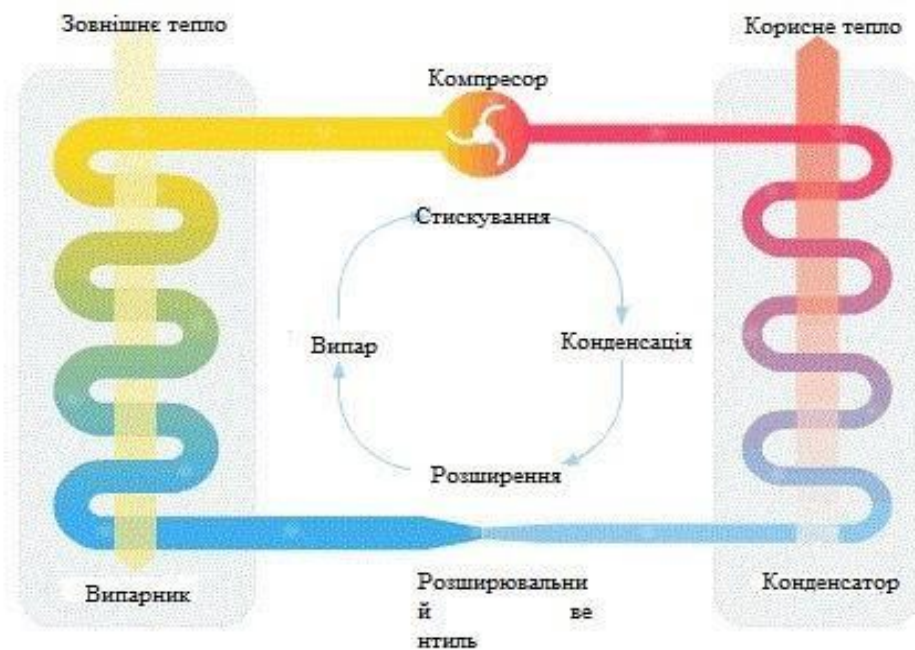 Зовнішнє тепло
Корисне тепло
Компресор
Стискування
Випар
Конденсація
Розширення
Випарник
Розширювальни
й ве
нтиль
Конденсатор